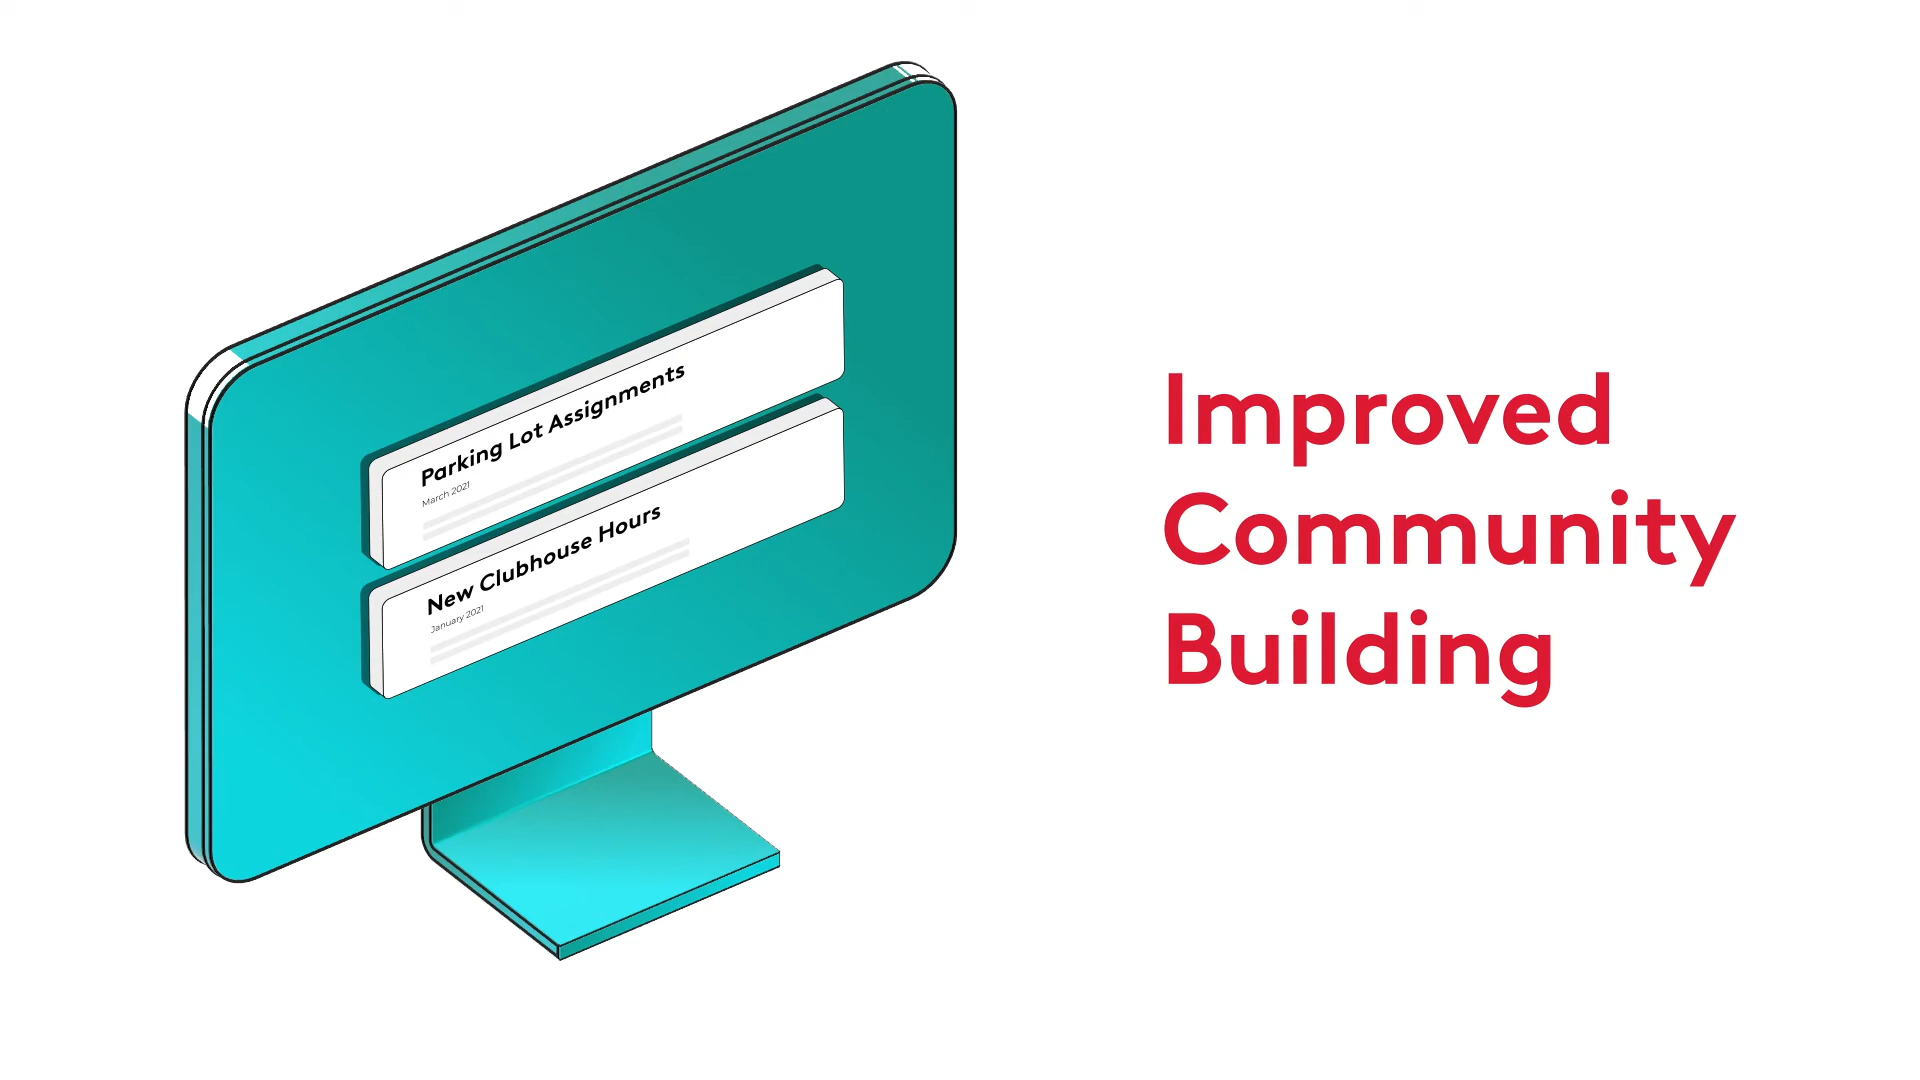 Parking Lot Assignments
March 2021
New Clubhouse Hours
January 2021
Improved
Community
Building